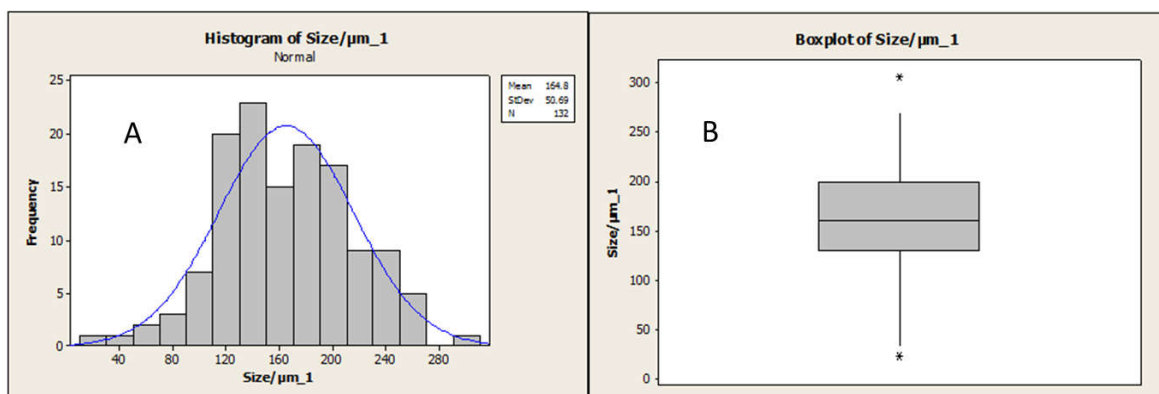 Histogram of Size/µm_1
Normal
A
Mean 164.8
StDev 50.69
N 132
Frequency
25
20
15
10
5
0
40 80 120 160 200 240 280
Size/µm_1
Boxplot of Size/µm_1
B
Size/µm_1
300
250
200
150
100
50
0
*
*